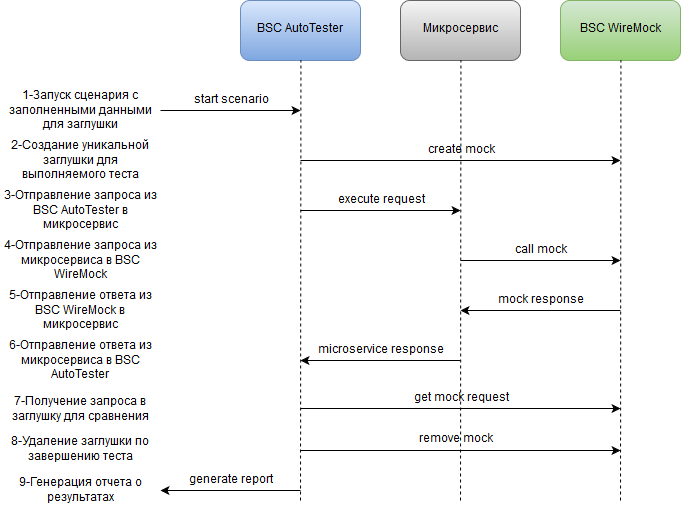 BSC AutoTester
Микросервис
BSC WireMock
1-Запуск сценария с
заполненными данными
для заглушки
start scenario
2-Создание уникальной
заглушки для
выполняемого теста
create mock
3-Отправление запроса из
BSC AutoTester в
микросервис
execute request
4-Отправление запроса из
микросервиса в BSC
WireMock
call mock
5-Отправление ответа из
BSC WireMock в
микросервис
mock response
6-Отправление ответа из
микросервиса в BSC
AutoTester
microservice response
7-Получение запроса в
заглушку для сравнения
get mock request
8-Удаление заглушки по
завершению теста
remove mock
9-Генерация отчета о
результатах
generate report